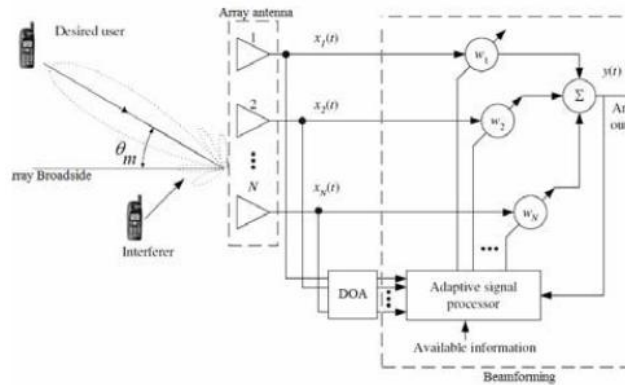 Array antenna
Desired user
1
x₁(t)
w₁
y(t)
Σ
2
x₂(t)
w₂
θm
rray Broadside
N
xN(t)
wN
Interferer
DOA
Adaptive signal
processor
Available information
Beamforming